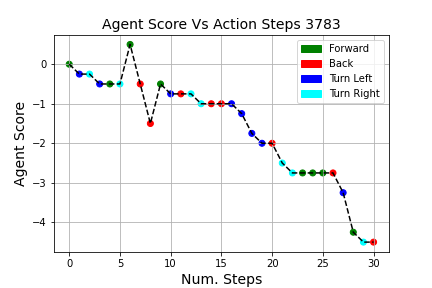 Agent Score Vs Action Steps 3783
Forward
Back
Turn Left
Turn Right
0
−1
−2
−3
−4
Agent Score
0 5 10 15 20 25 30
Num. Steps